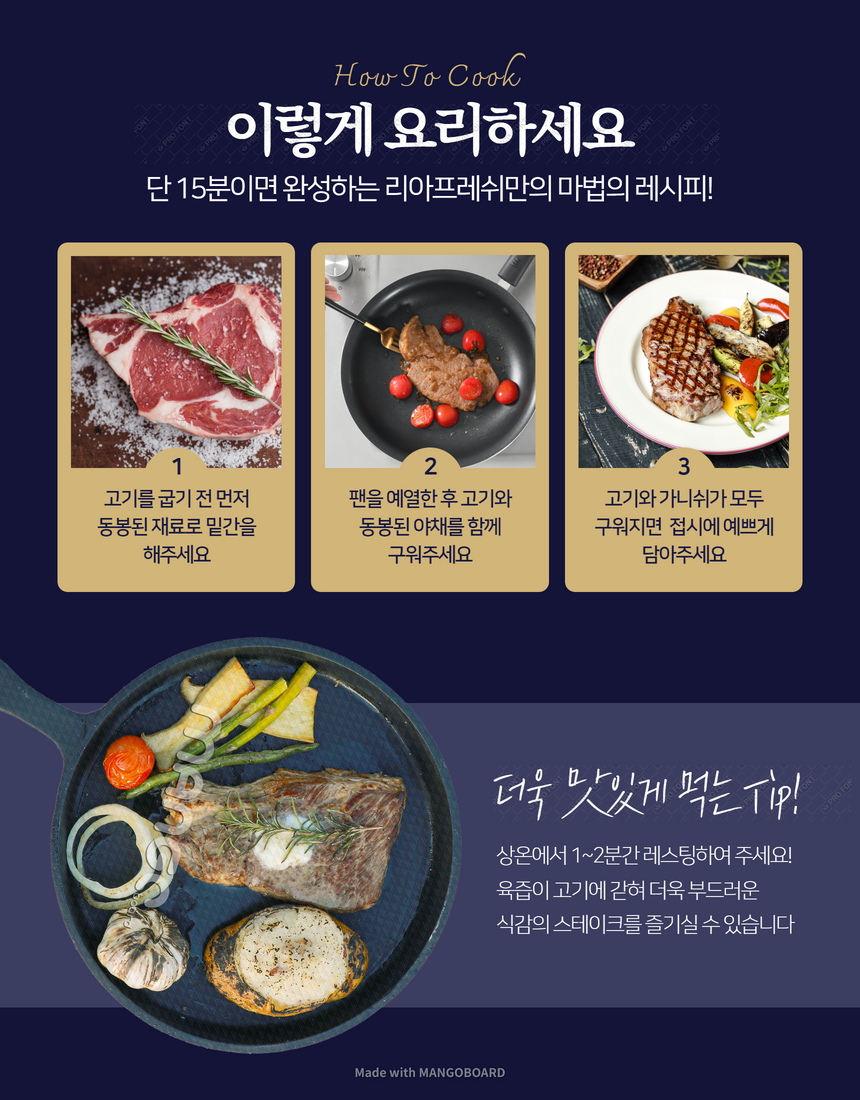 How To Cook
이렇게 요리하세요
단 15분이면 완성하는 리아프레쉬만의 마법의 레시피!
1
고기를 굽기 전 먼저
동봉된 재료로 밑간을
해주세요
2
팬을 예열한 후 고기와
동봉된 야채를 함께
구워주세요
3
고기와 가니쉬가 모두
구워지면 접시에 예쁘게
담아주세요
더욱 맛있게 먹는 Tip!
상온에서 1~2분간 레스팅하여 주세요!
육즙이 고기에 갇혀 더욱 부드러운
식감의 스테이크를 즐기실 수 있습니다
Made with MANGOBOARD